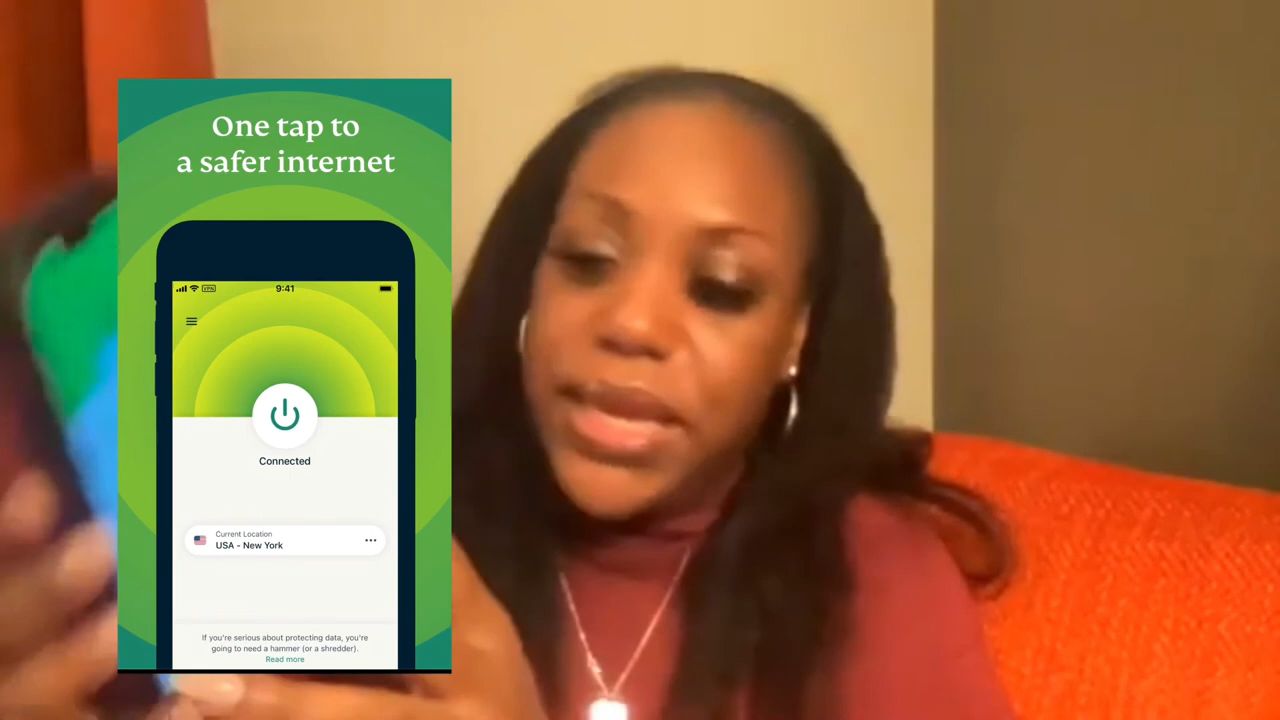 One tap to
a safer internet
VPN
9:41
Connected
Current Location
USA - New York
If you're serious about protecting data, you're
going to need a hammer (or a shredder).
Read more